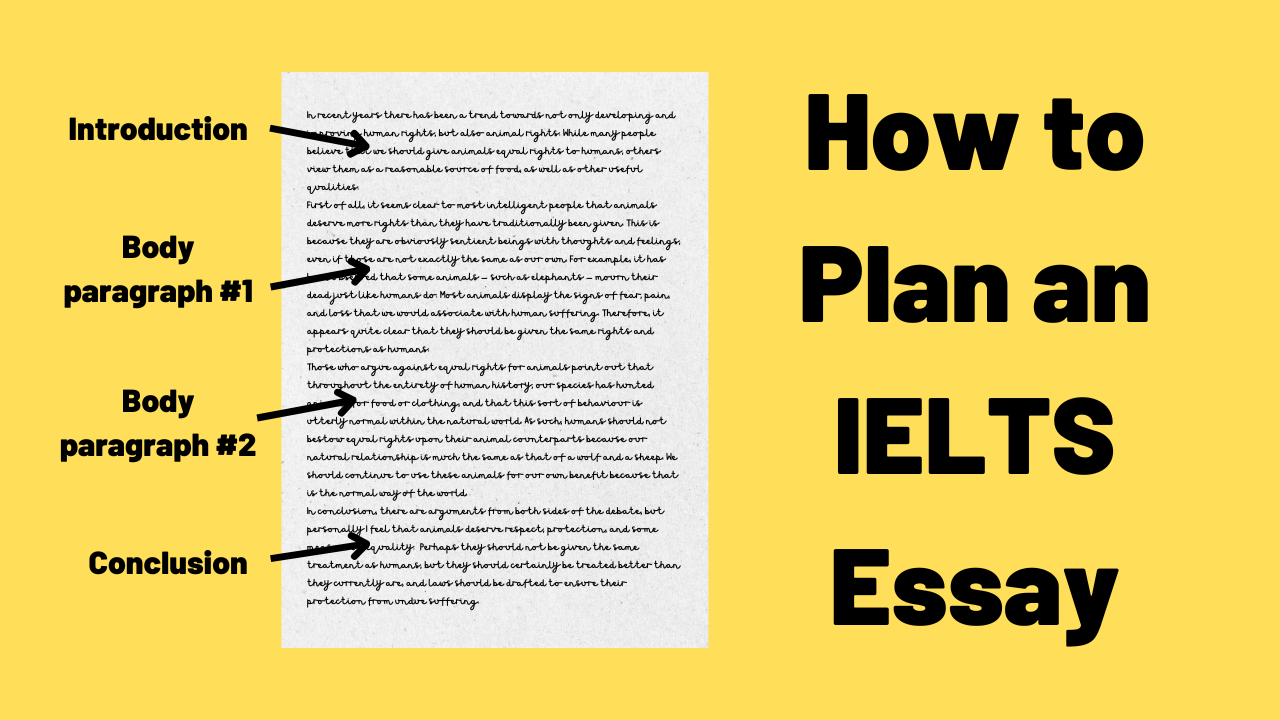 Introduction
Body
paragraph #1
Body
paragraph #2
Conclusion
In recent years there has been a trend towards not only developing and
improving human rights, but also animal rights. While many people
believe that we should give animals equal rights to humans, others
view them as a reasonable source of food, as well as other useful
qualities.
First of all, it seems clear to most intelligent people that animals
deserve more rights than they have traditionally been given. This is
because they are obviously sentient beings with thoughts and feelings,
even if those are not exactly the same as our own. For example, it has
that some animals – such as elephants – mourn their
dead just like humans do. Most animals display the signs of fear, pain,
and loss that we would associate with human suffering. Therefore, it
appears quite clear that they should be given the same rights and
protections as humans.
Those who argue against equal rights for animals point out that
throughout the entirety of human history, our species has hunted
for food or clothing, and that this sort of behaviour is
utterly normal within the natural world. As such, humans should not
bestow equal rights upon their animal counterparts because our
natural relationship is much the same as that of a wolf and a sheep. We
should continue to use these animals for our own benefit because that
is the normal way of the world.
In conclusion, there are arguments from both sides of the debate, but
personally I feel that animals deserve respect, protection, and some
equality. Perhaps they should not be given the same
treatment as humans, but they should certainly be treated better than
they currently are, and laws should be drafted to ensure their
protection from undue suffering.
How to
Plan an
IELTS
Essay